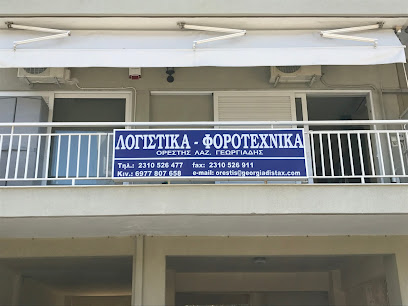 ΛΟΓΙΣΤΙΚΑ - ΦΟΡΟΤΕΧΝΙΚΑ
ΟΡΕΣΤΗΣ ΛΑΖ. ΓΕΩΡΓΙΑΔΗΣ
Τηλ.: 2310 526 477 fax: 2310 526 911
Κιν.: 6977 807 658 e-mail: orestis@georgiadistax.com